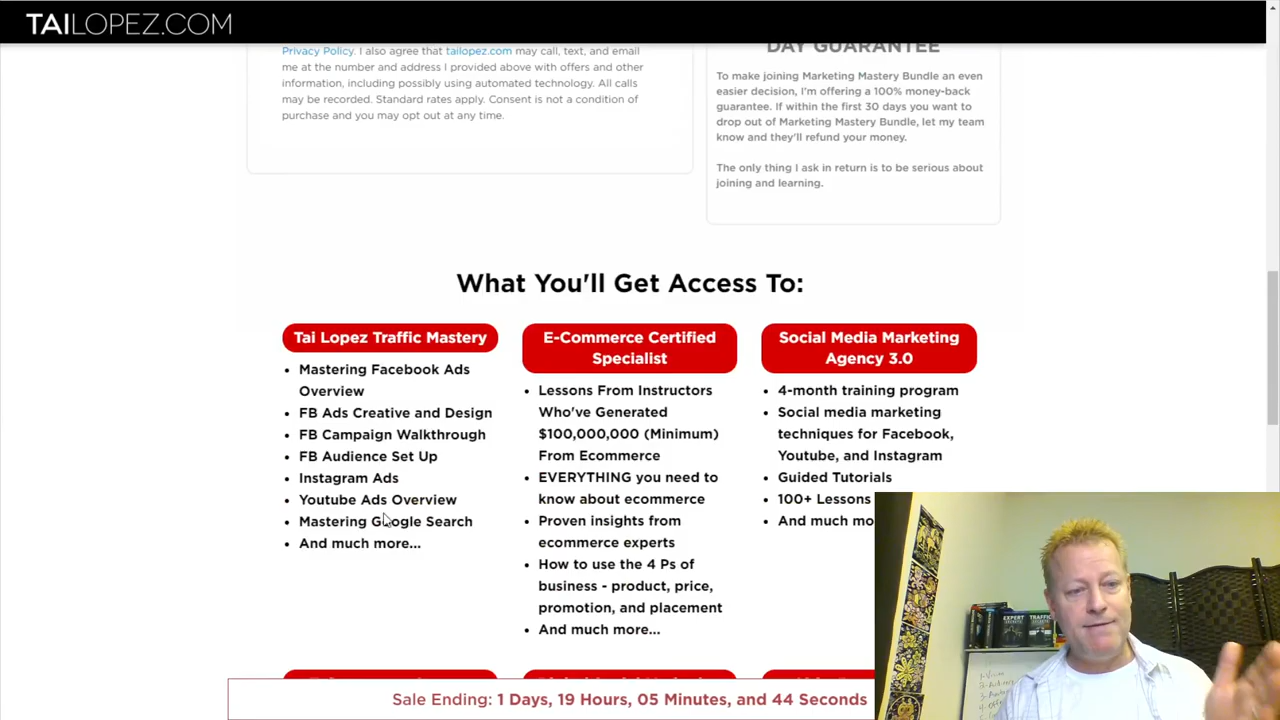 TAILOPEZ.COM
Privacy Policy. I also agree that tailopez.com may call, text, and email
me at the number and address I provided above with offers and other
information, including possibly using automated technology. All calls
may be recorded. Standard rates apply. Consent is not a condition of
purchase and you may opt out at any time.
DAY GUARANTEE
To make joining Marketing Mastery Bundle an even
easier decision, I'm offering a 100% money-back
guarantee. If within the first 30 days you want to
drop out of Marketing Mastery Bundle, let my team
know and they'll refund your money.
The only thing I ask in return is to be serious about
joining and learning.
What You'll Get Access To:
Tai Lopez Traffic Mastery
• Mastering Facebook Ads
Overview
• FB Ads Creative and Design
• FB Campaign Walkthrough
• FB Audience Set Up
• Instagram Ads
• Youtube Ads Overview
• Mastering Google Search
• And much more...
E-Commerce Certified
Specialist
• Lessons From Instructors
Who've Generated
$100,000,000 (Minimum)
From Ecommerce
• EVERYTHING you need to
know about ecommerce
• Proven insights from
ecommerce experts
• How to use the 4 Ps of
business - product, price,
promotion, and placement
• And much more...
Social Media Marketing
Agency 3.0
• 4-month training program
• Social media marketing
techniques for Facebook,
Youtube, and Instagram
• Guided Tutorials
• 100+ Lessons
• And much mo
Sale Ending: 1 Days, 19 Hours, 05 Minutes, and 44 Seconds
EXPERT
SECRETS
TRAFFIC
SECRETS